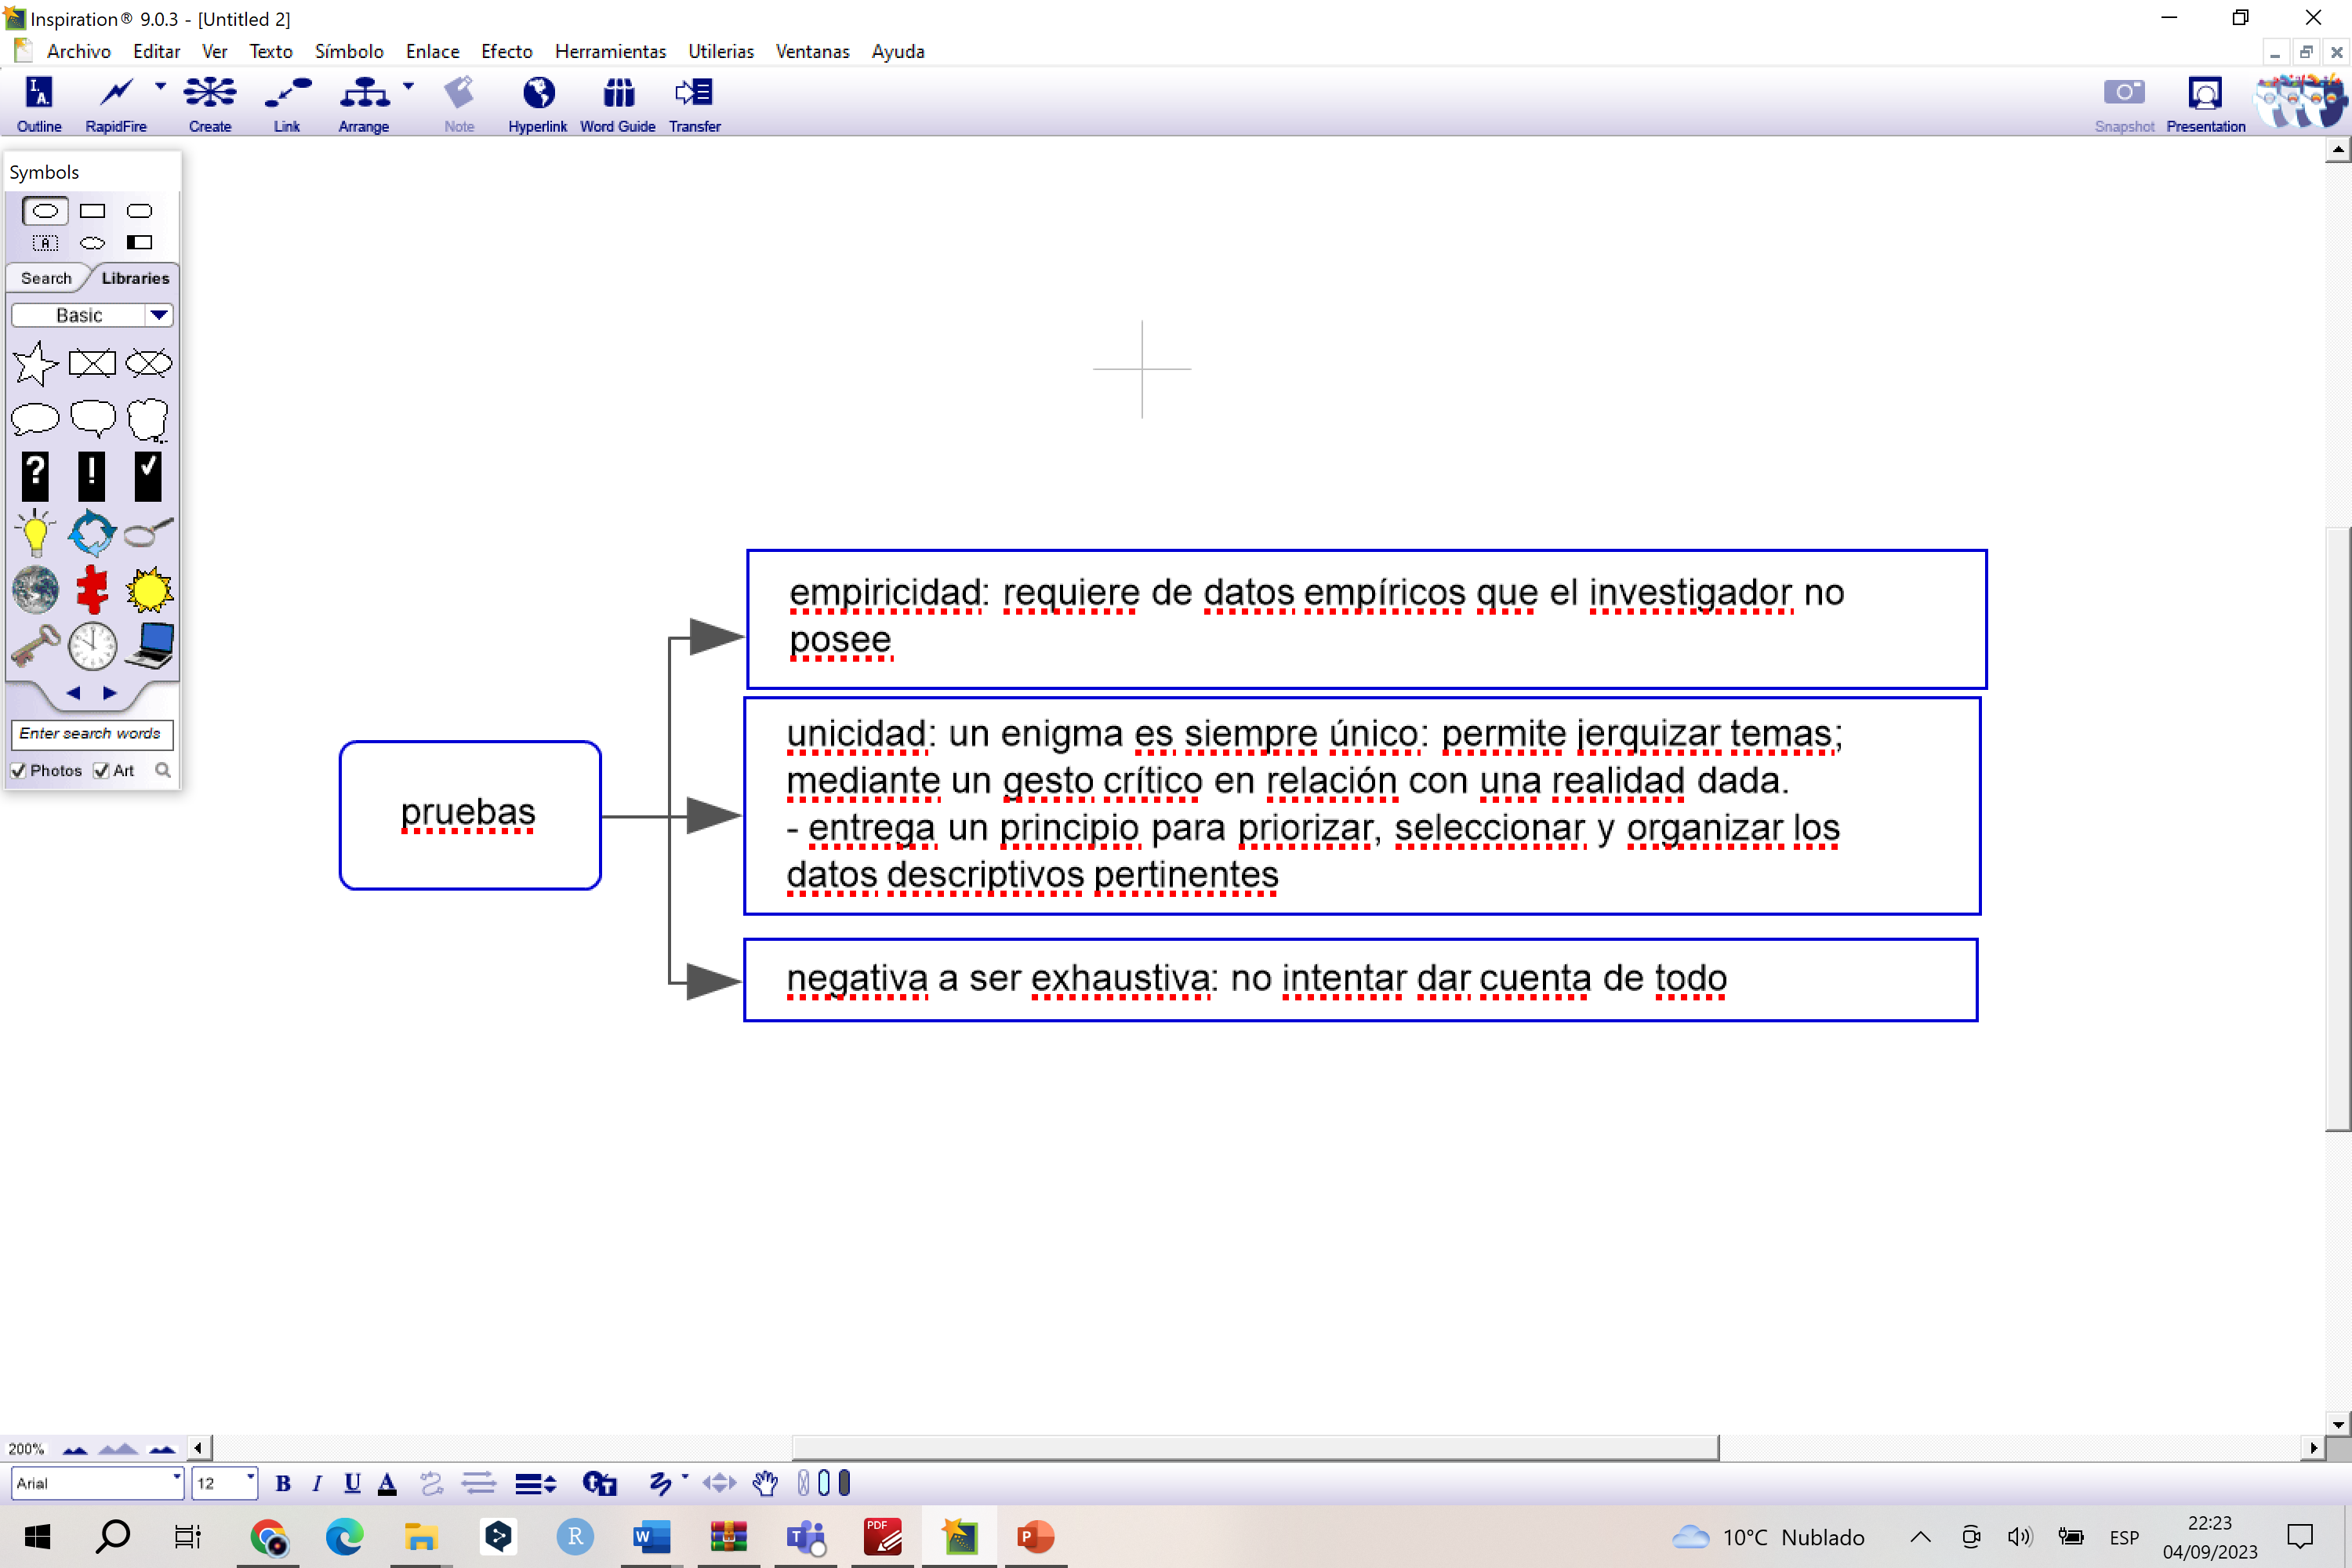 Inspiration® 9.0.3 - [Untitled 2]
Archivo Editar Ver Texto Símbolo Enlace Efecto Herramientas Utilerias Ventanas Ayuda
Outline RapidFire Create Link Arrange Note Hyperlink Word Guide Transfer Snapshot Presentation
Symbols
Search Libraries
Basic
Enter search words
Photos Art
pruebas
empiricidad: requiere de datos empíricos que el investigador no
posee
unicidad: un enigma es siempre único: permite jerquizar temas;
mediante un gesto crítico en relación con una realidad dada.
- entrega un principio para priorizar, seleccionar y organizar los
datos descriptivos pertinentes
negativa a ser exhaustiva: no intentar dar cuenta de todo
200%
Arial 12 B I U A
10°C Nublado ESP
22:23
04/09/2023